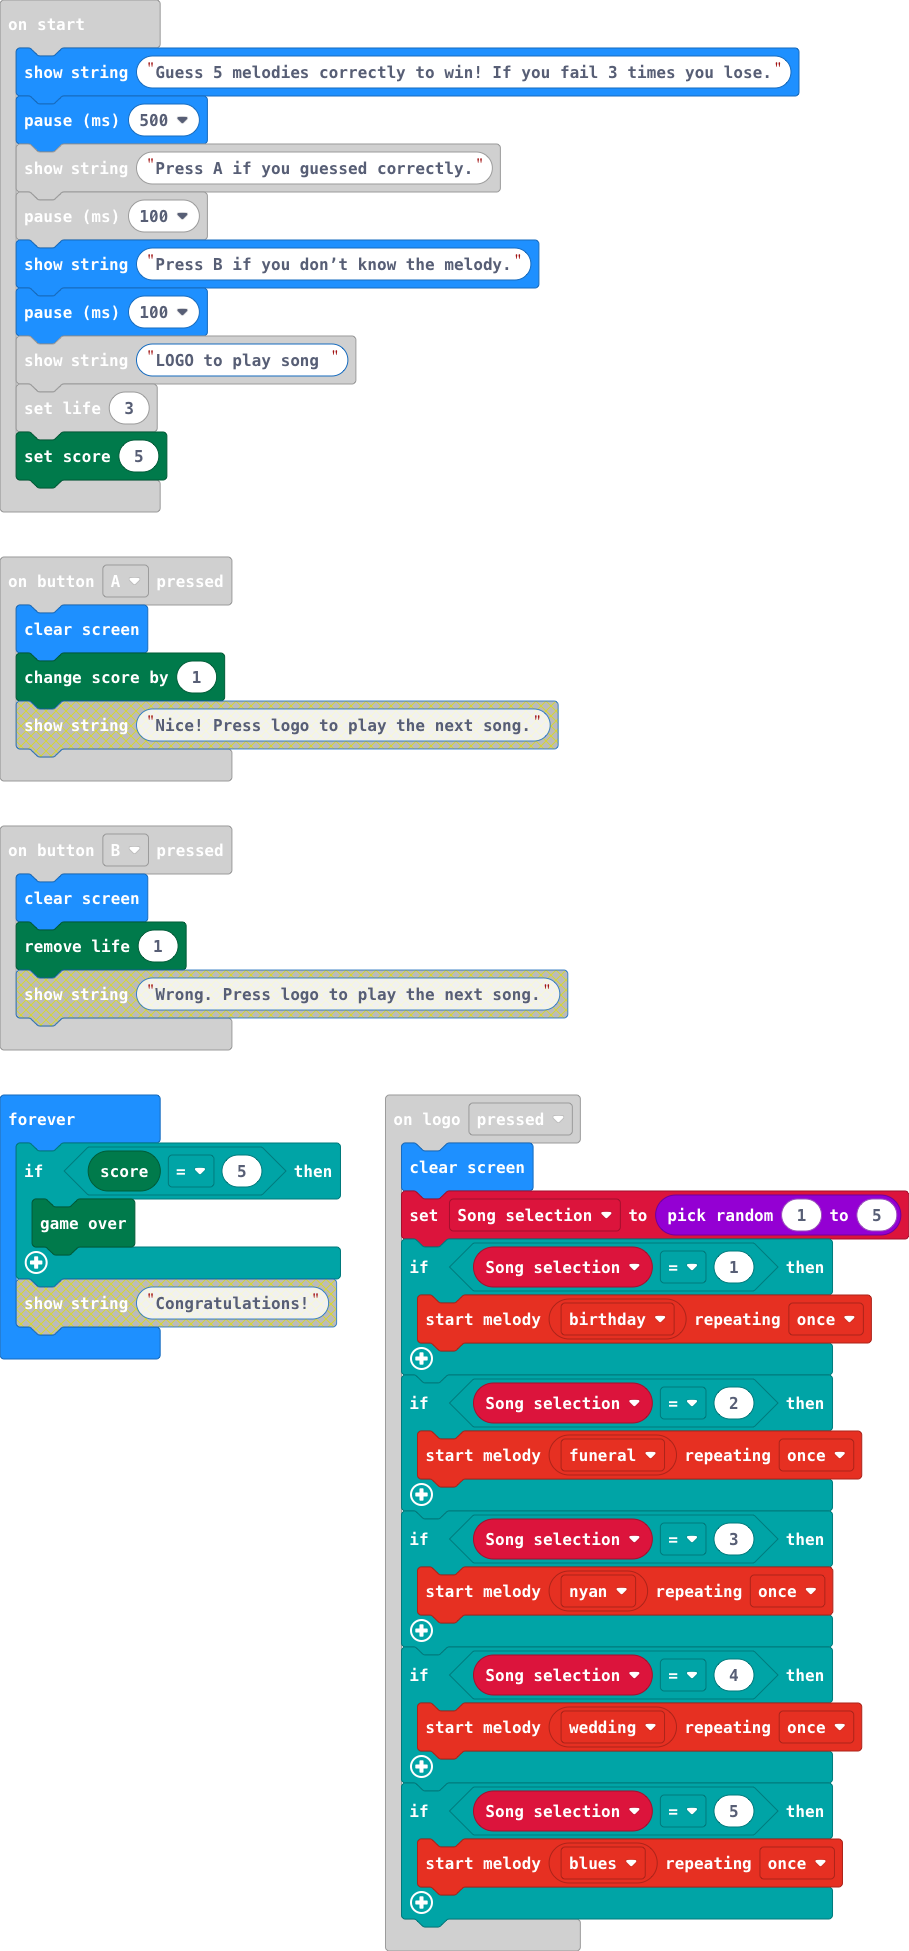 on start
show string "Guess 5 melodies correctly to win! If you fail 3 times you lose."
pause (ms) 500
show string "Press A if you guessed correctly."
pause (ms) 100
show string "Press B if you don’t know the melody."
pause (ms) 100
show string "LOGO to play song "
set life 3
set score 5
on button A pressed
clear screen
change score by 1
show string "Nice! Press logo to play the next song."
on button B pressed
clear screen
remove life 1
show string "Wrong. Press logo to play the next song."
forever
if score = 5 then
game over
show string "Congratulations!"
on logo pressed
clear screen
set Song selection to pick random 1 to 5
if Song selection = 1 then
start melody birthday repeating once
if Song selection = 2 then
start melody funeral repeating once
if Song selection = 3 then
start melody nyan repeating once
if Song selection = 4 then
start melody wedding repeating once
if Song selection = 5 then
start melody blues repeating once